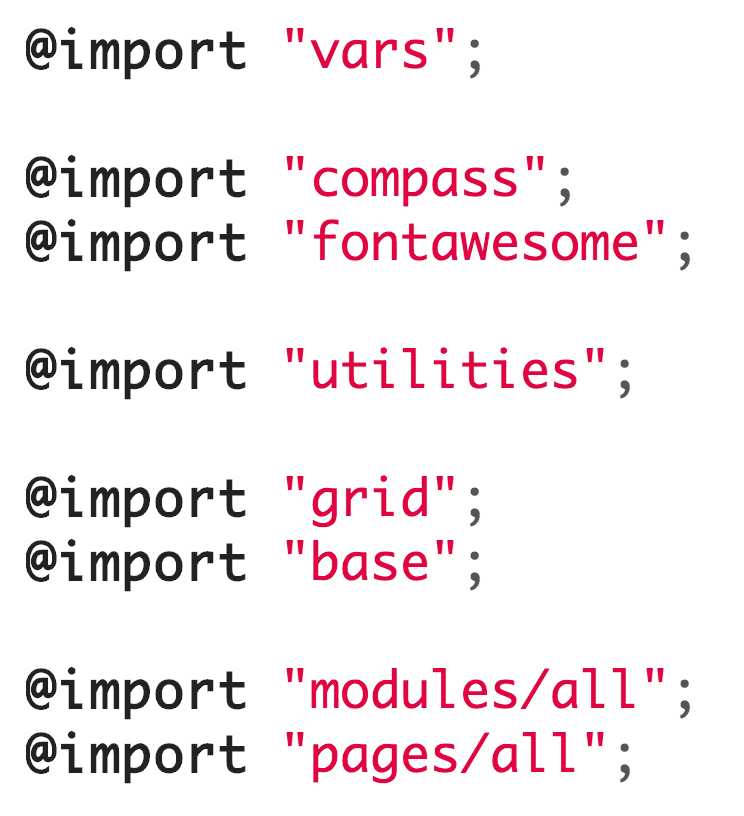 @import "vars";
@import "compass";
@import "fontawesome";
@import "utilities";
@import "grid";
@import "base";
@import "modules/all";
@import "pages/all";